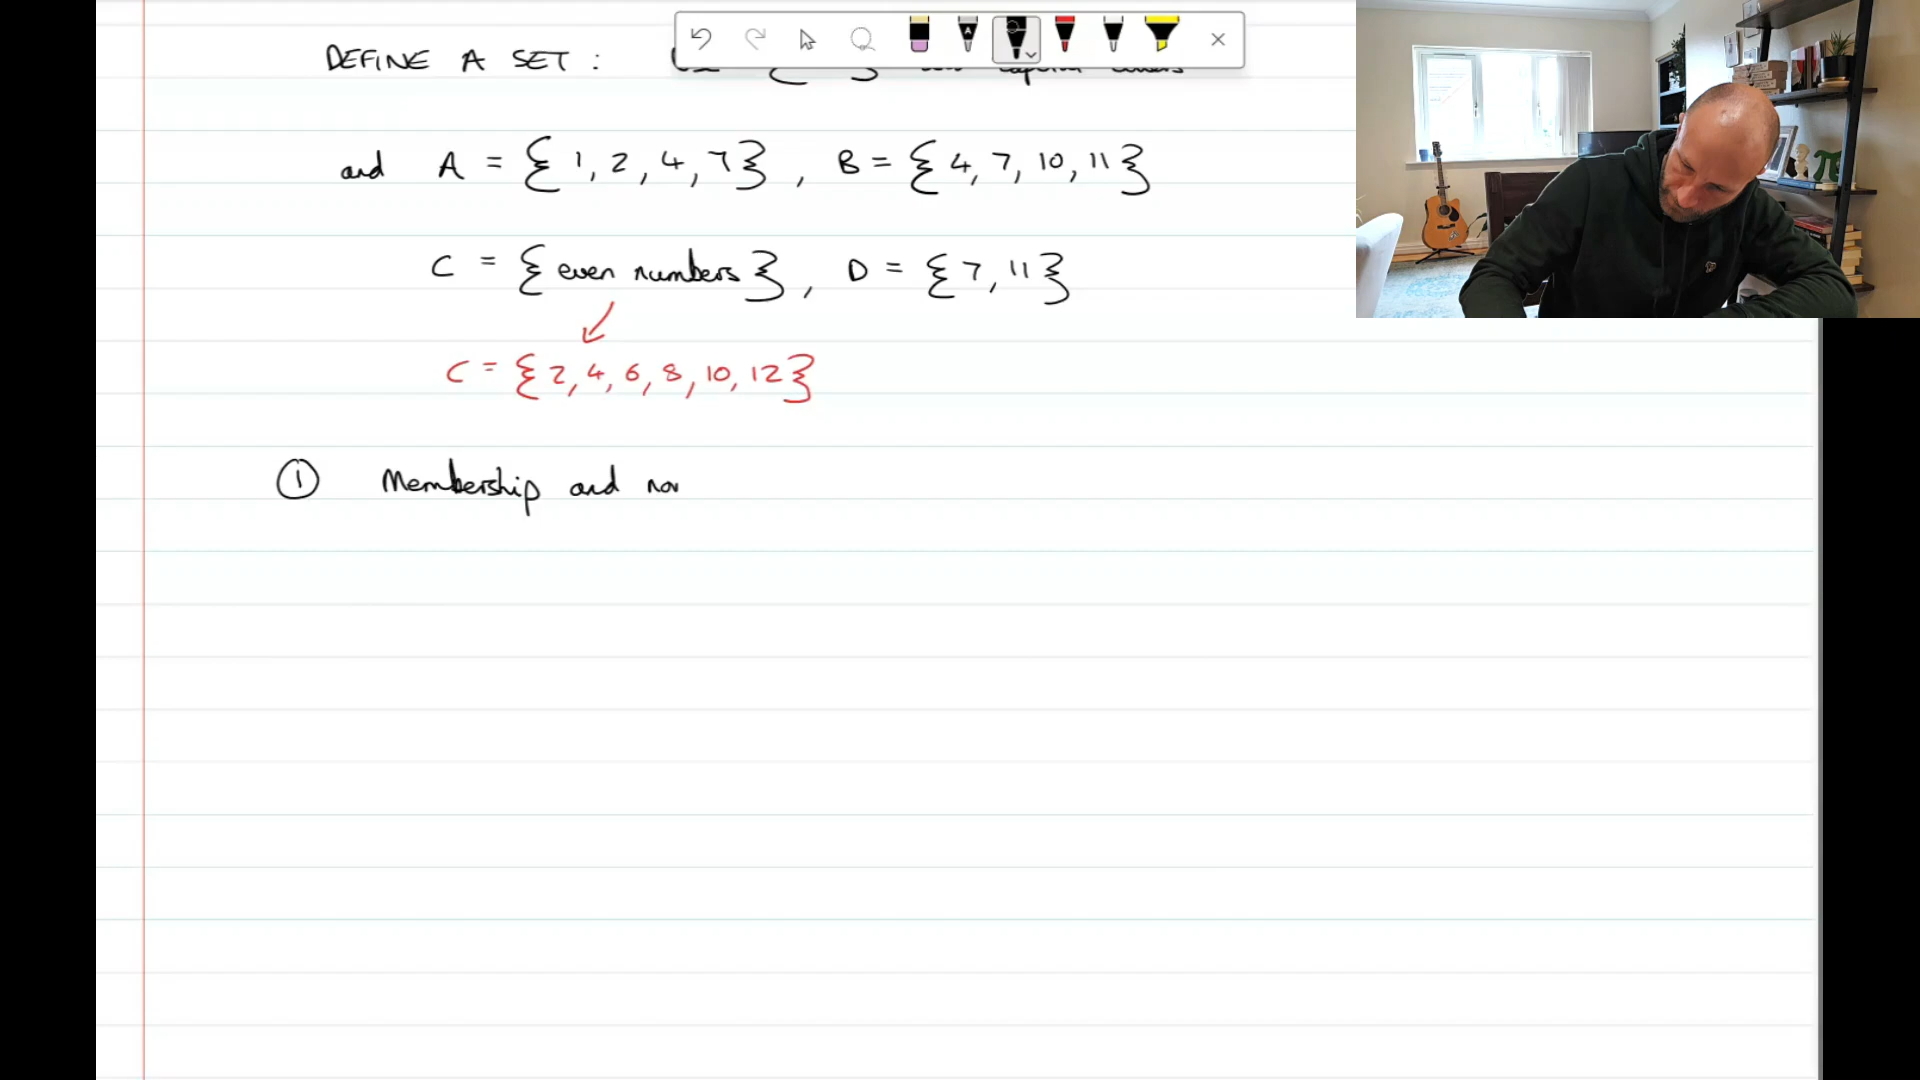 DEFINE A SET :
and A = { 1, 2, 4, 7 } , B = { 4, 7, 10, 11 }
C = { even numbers } , D = { 7, 11 }
C = { 2, 4, 6, 8, 10, 12 }
① Membership and non